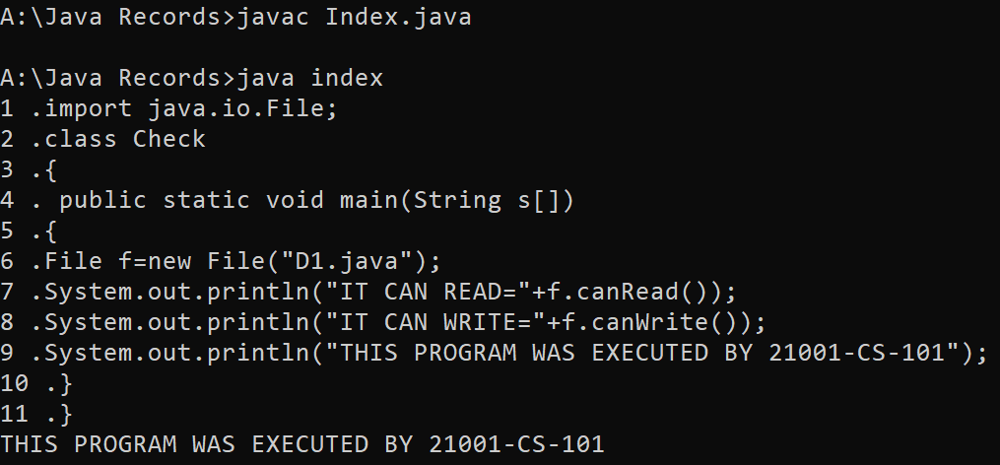 A:\Java Records>javac Index.java
A:\Java Records>java index
1 .import java.io.File;
2 .class Check
3 .{
4 . public static void main(String s[])
5 .{
6 .File f=new File("D1.java");
7 .System.out.println("IT CAN READ="+f.canRead());
8 .System.out.println("IT CAN WRITE="+f.canWrite());
9 .System.out.println("THIS PROGRAM WAS EXECUTED BY 21001-CS-101");
10 .}
11 .}
THIS PROGRAM WAS EXECUTED BY 21001-CS-101